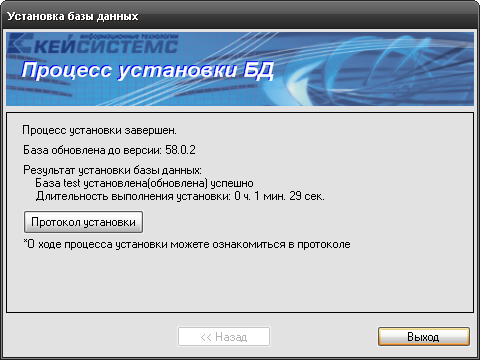 Установка базы данных
информационные технологии
КЕЙСИСТЕМС
Процесс установки БД
Процесс установки завершен.
База обновлена до версии: 58.0.2
Результат установки базы данных:
База test установлена(обновлена) успешно
Длительность выполнения установки: 0 ч. 1 мин. 29 сек.
Протокол установки
*О ходе процесса установки можете ознакомиться в протоколе
<< Назад
Выход